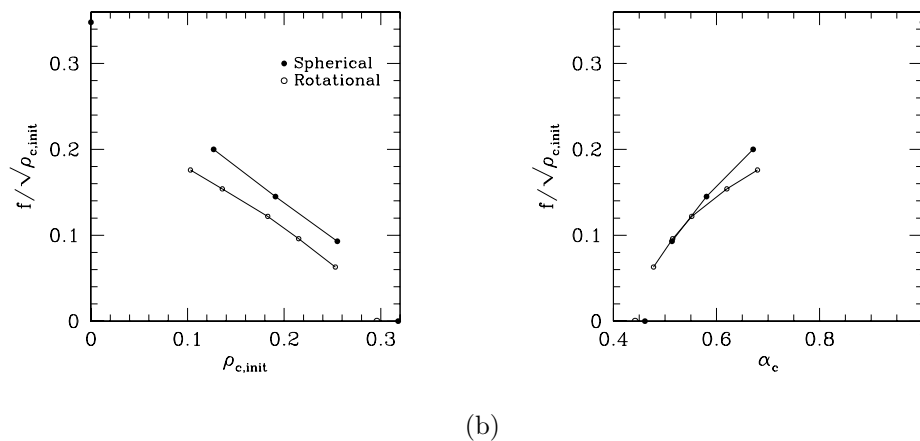 f/√ρc,init
0.3
0.2
0.1
0
0 0.1 0.2 0.3
ρc,init
Spherical
Rotational
f/√ρc,init
0.3
0.2
0.1
0
0.4 0.6 0.8
αc
(b)